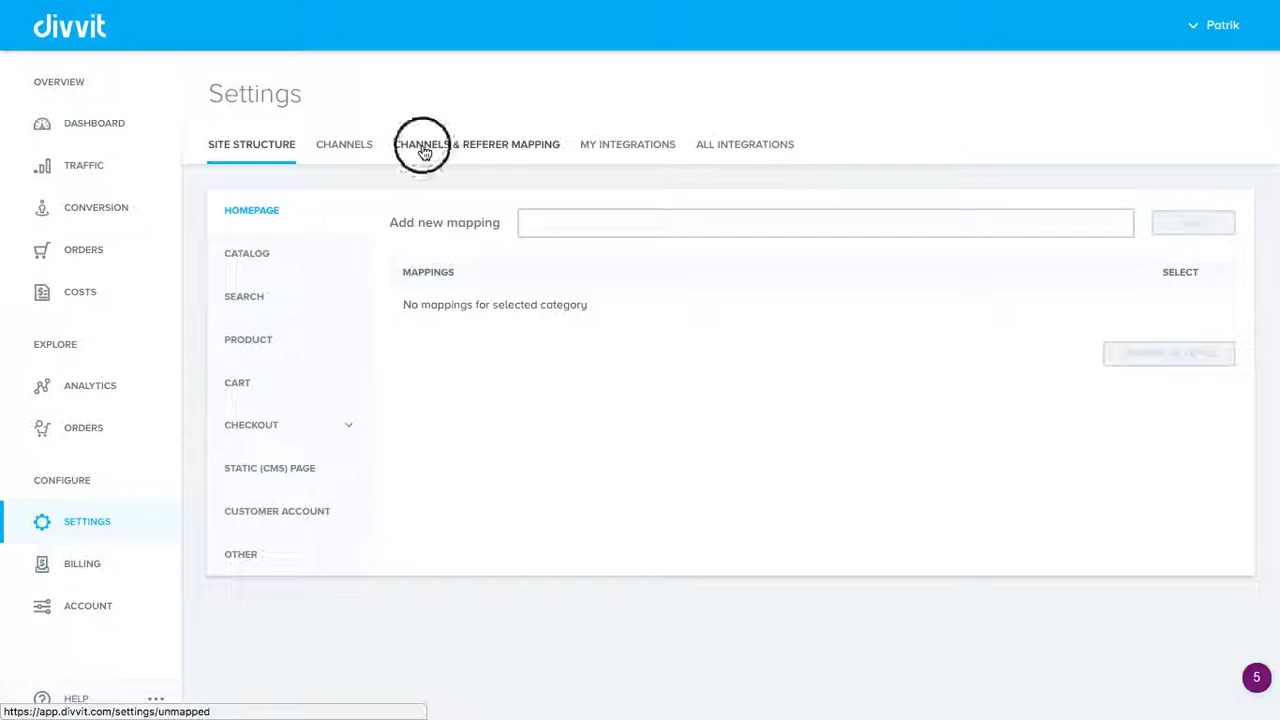 divvit
Patrik
OVERVIEW
DASHBOARD
TRAFFIC
CONVERSION
ORDERS
COSTS
EXPLORE
ANALYTICS
ORDERS
CONFIGURE
SETTINGS
BILLING
ACCOUNT
HELP
Settings
SITE STRUCTURE
CHANNELS
CHANNELS & REFERER MAPPING
MY INTEGRATIONS
ALL INTEGRATIONS
HOMEPAGE
CATALOG
SEARCH
PRODUCT
CART
CHECKOUT
STATIC (CMS) PAGE
CUSTOMER ACCOUNT
OTHER
Add new mapping
MAPPINGS
SELECT
No mappings for selected category
5
https://app.divvit.com/settings/unmapped